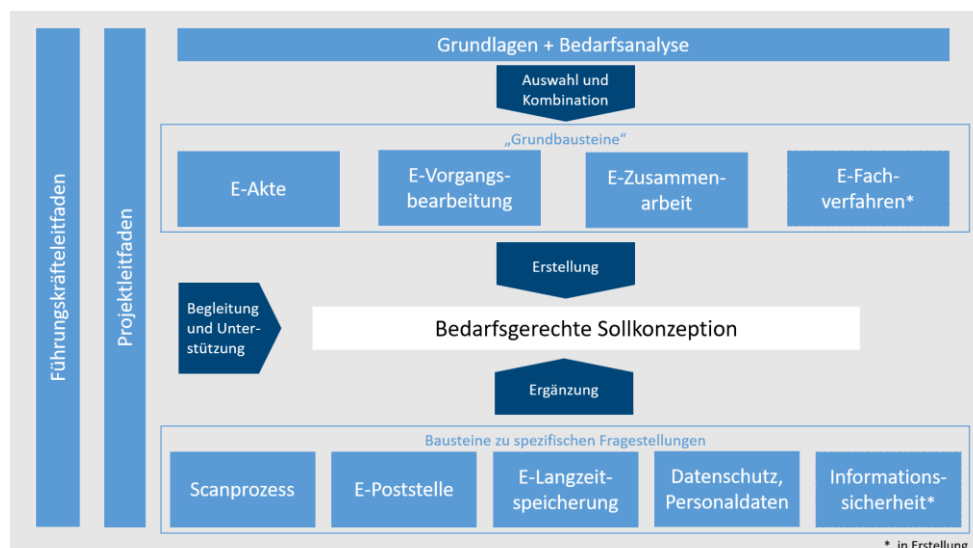 Führungskräfteleitfaden
Projektleitfaden
Grundlagen + Bedarfsanalyse
Auswahl und
Kombination
„Grundbausteine“
E-Akte
E-Vorgangs-
bearbeitung
E-Zusammen-
arbeit
E-Fach-
verfahren*
Erstellung
Begleitung
und Unter-
stützung
Bedarfsgerechte Sollkonzeption
Ergänzung
Bausteine zu spezifischen Fragestellungen
Scanprozess
E-Poststelle
E-Langzeit-
speicherung
Datenschutz,
Personaldaten
Informations-
sicherheit*
* in Erstellung